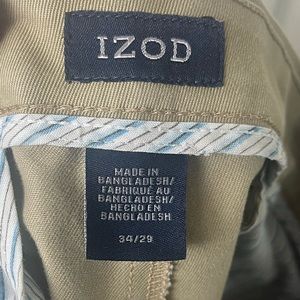 IZOD
MADE IN
BANGLADESH/
FABRIQUÉ AU
BANGLADESH/
HECHO EN
BANGLADESH
34/29